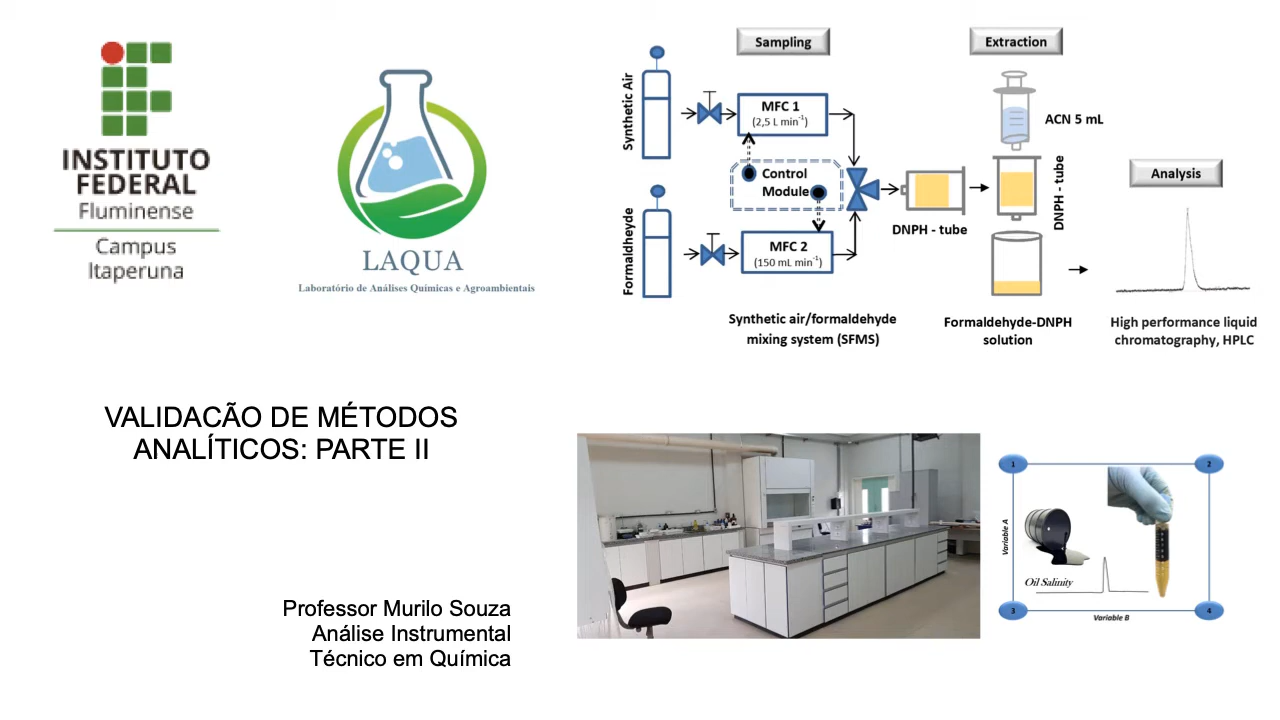 INSTITUTO
FEDERAL
Fluminense
Campus
Itaperuna
LAQUA
Laboratório de Análises Químicas e Agroambientais
Sampling
Extraction
Analysis
Synthetic Air
Formaldheyde
MFC 1
(2,5 L min⁻¹)
Control
Module
MFC 2
(150 mL min⁻¹)
DNPH - tube
ACN 5 mL
DNPH - tube
Synthetic air/formaldehyde
mixing system (SFMS)
Formaldehyde-DNPH
solution
High performance liquid
chromatography, HPLC
VALIDACÃO DE MÉTODOS
ANALÍTICOS: PARTE II
Professor Murilo Souza
Análise Instrumental
Técnico em Química
1
2
Variable A
Oil Salinity
3
4
Variable B